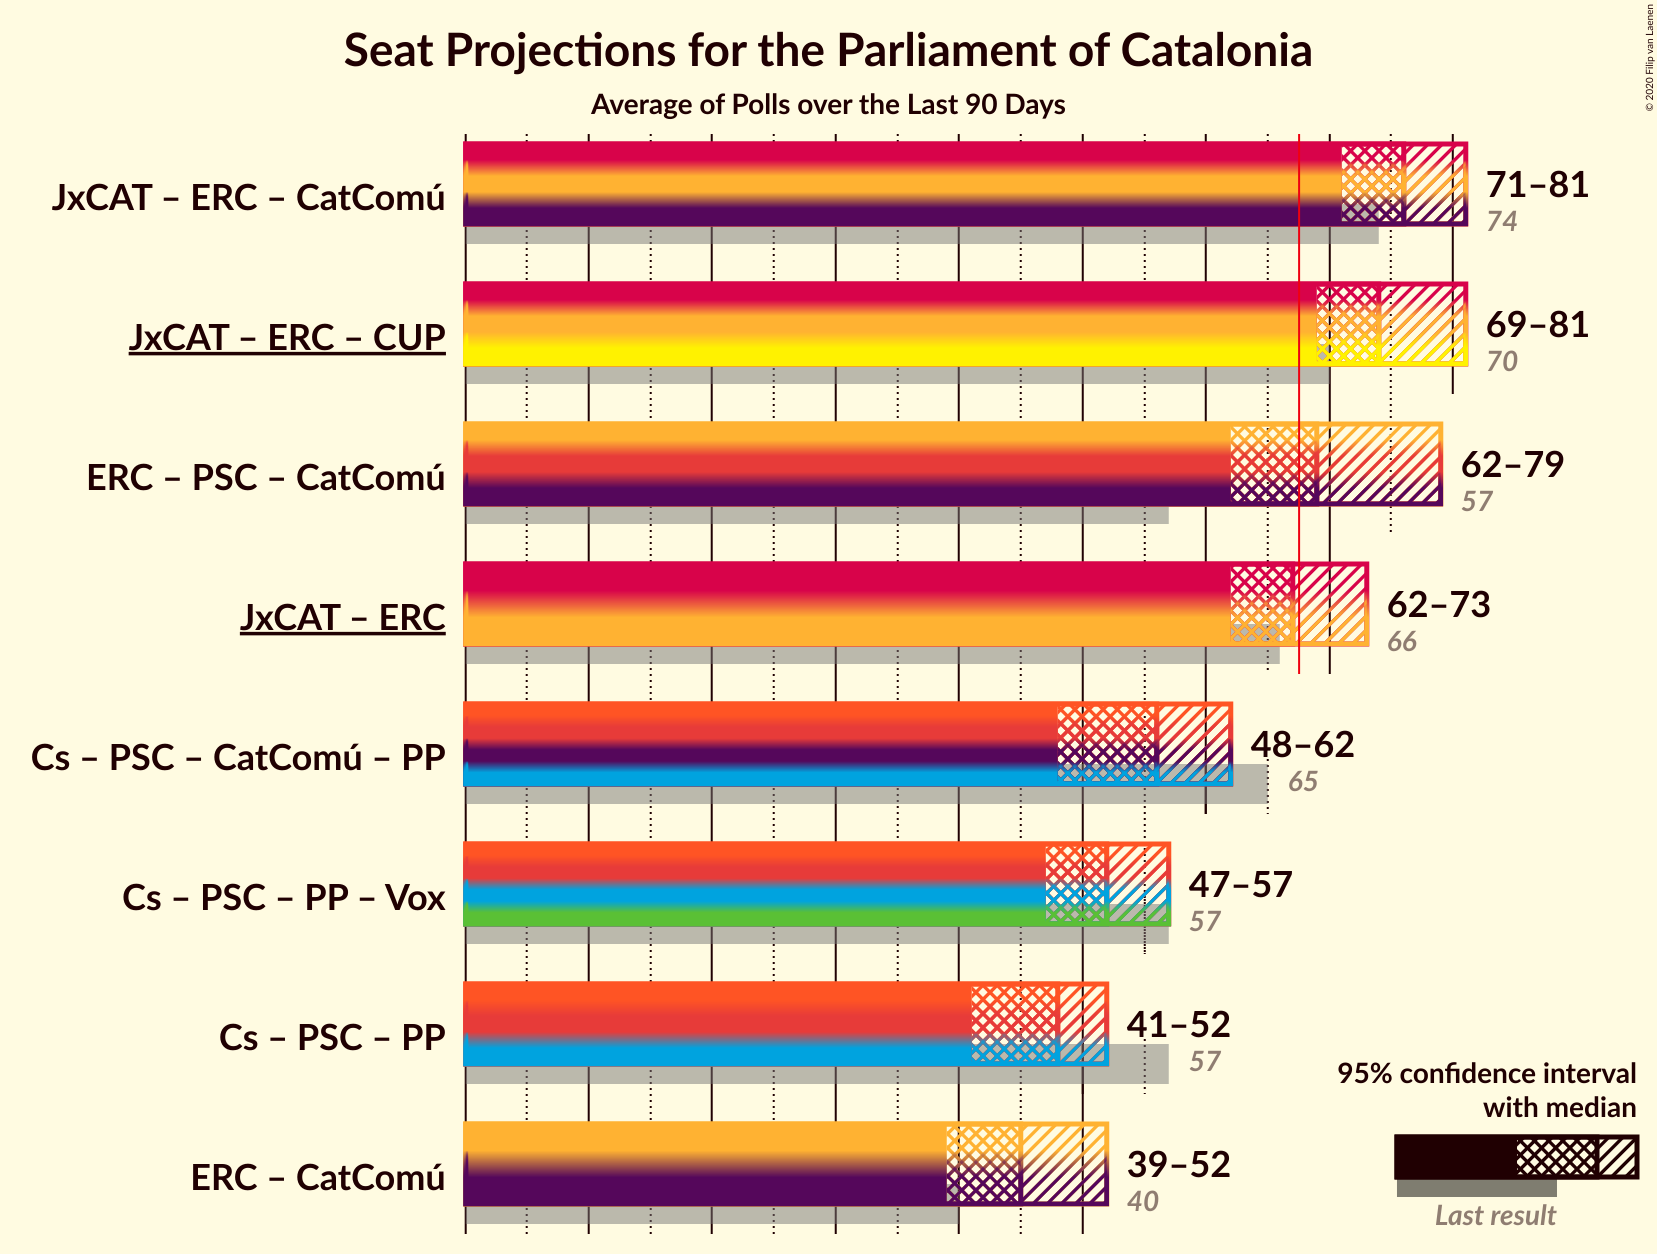 Seat Projections for the Parliament of Catalonia
Average of Polls over the Last 90 Days
© 2020 Filip van Laenen
JxCAT – ERC – CatComú
71–81
74
JxCAT – ERC – CUP
69–81
70
ERC – PSC – CatComú
62–79
57
JxCAT – ERC
62–73
66
Cs – PSC – CatComú – PP
48–62
65
Cs – PSC – PP – Vox
47–57
57
Cs – PSC – PP
41–52
57
ERC – CatComú
39–52
40
95% confidence interval
with median
Last result